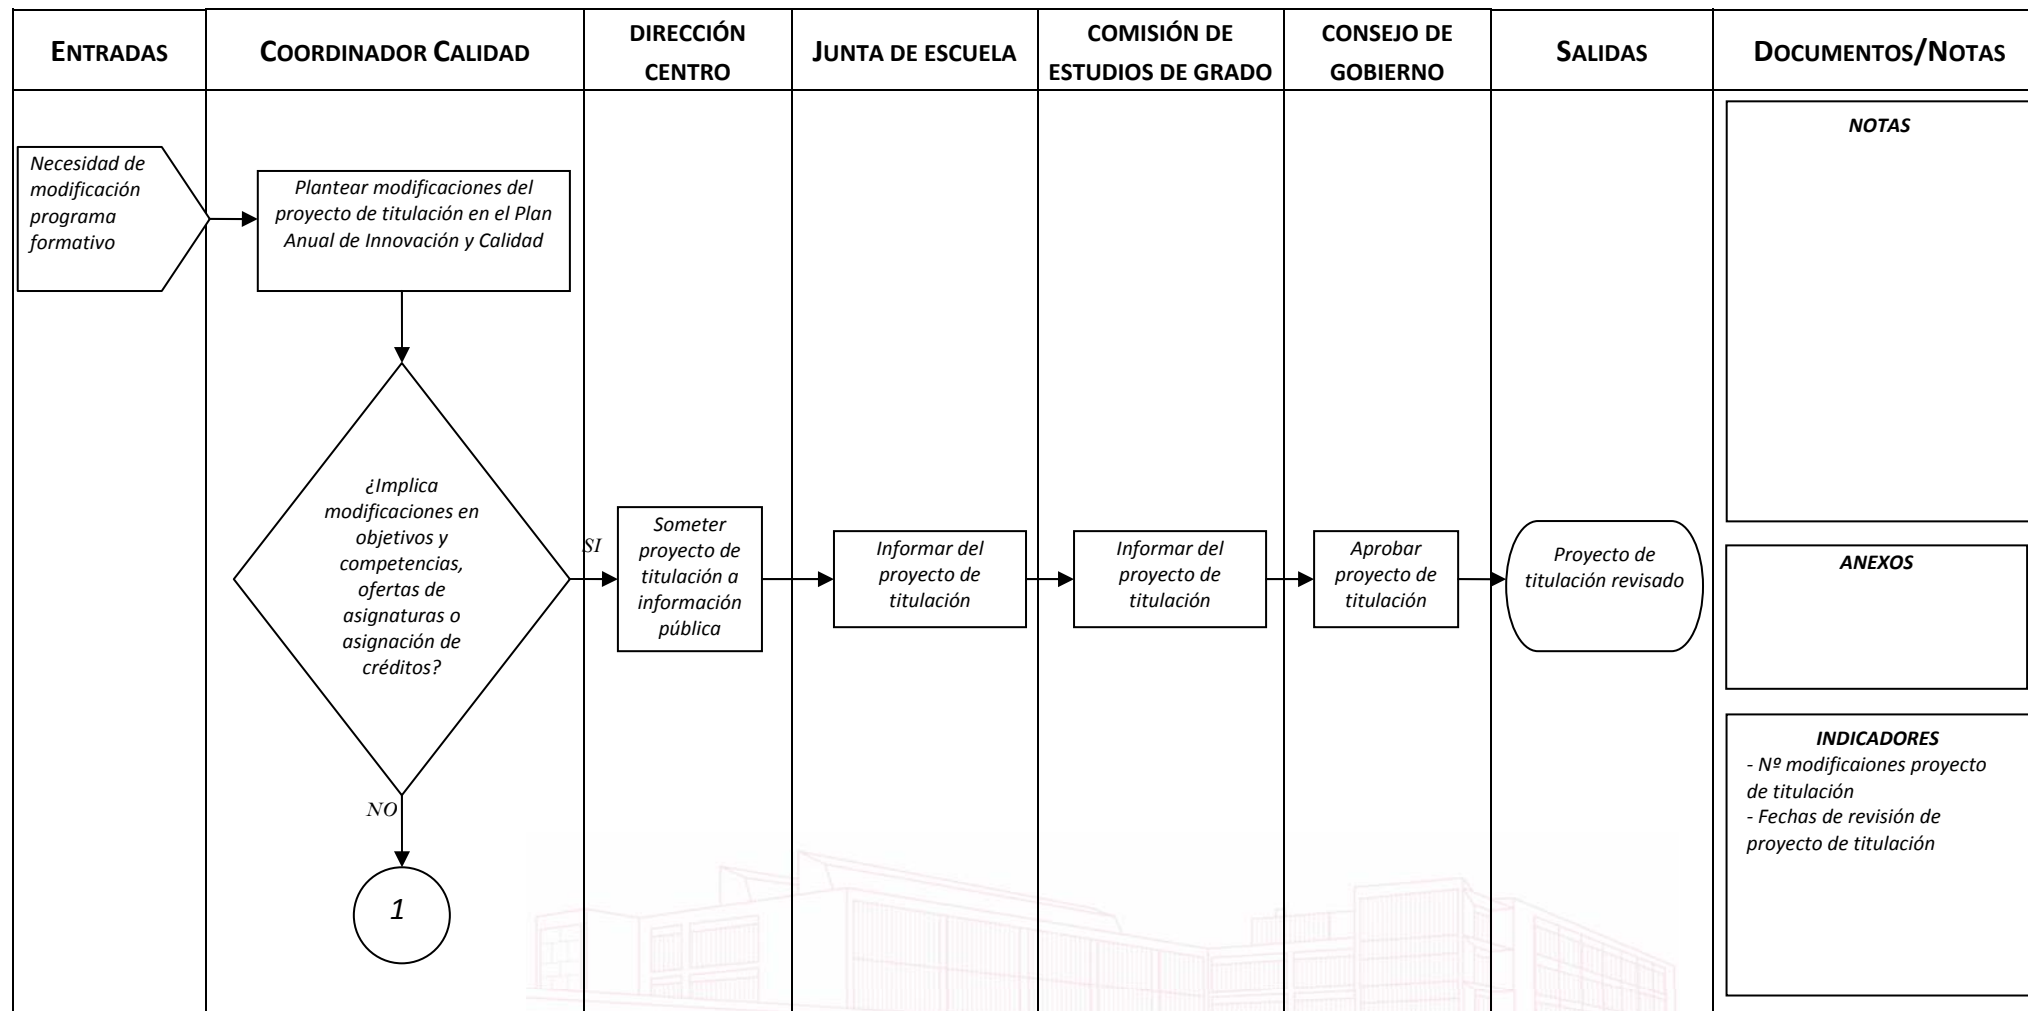 ENTRADAS
COORDINADOR CALIDAD
DIRECCIÓN
CENTRO
JUNTA DE ESCUELA
COMISIÓN DE
ESTUDIOS DE GRADO
CONSEJO DE
GOBIERNO
SALIDAS
DOCUMENTOS/NOTAS
Necesidad de
modificación
programa
formativo
Plantear modificaciones del
proyecto de titulación en el Plan
Anual de Innovación y Calidad
¿Implica
modificaciones en
objetivos y
competencias,
ofertas de
asignaturas o
asignación de
créditos?
SI
NO
1
Someter
proyecto de
titulación a
información
pública
Informar del
proyecto de
titulación
Informar del
proyecto de
titulación
Aprobar
proyecto de
titulación
Proyecto de
titulación revisado
NOTAS
ANEXOS
INDICADORES
- Nº modificaiones proyecto
de titulación
- Fechas de revisión de
proyecto de titulación